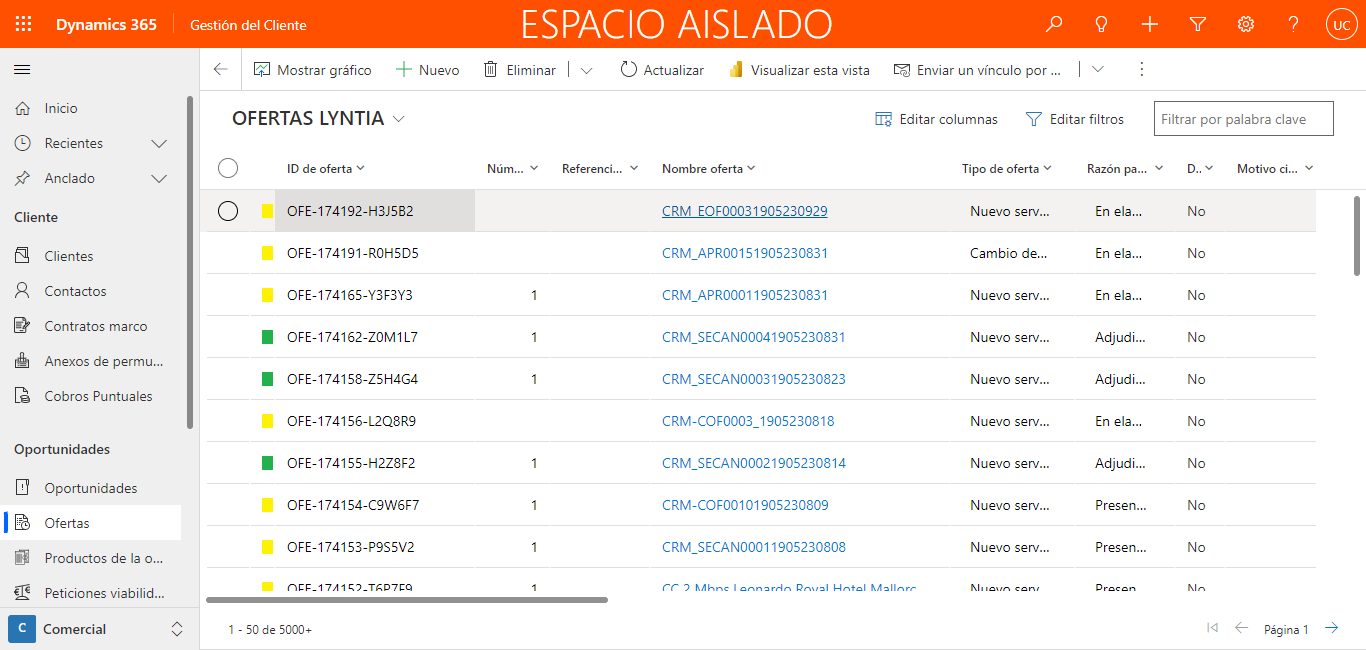 Dynamics 365 Gestión del Cliente ESPACIO AISLADO ? UC
Mostrar gráfico Nuevo Eliminar Actualizar Visualizar esta vista Enviar un vínculo por ...
Inicio
Recientes
Anclado
Cliente
Clientes
Contactos
Contratos marco
Anexos de permu...
Cobros Puntuales
Oportunidades
Oportunidades
Ofertas
Productos de la o...
Peticiones viabilid...
C Comercial
OFERTAS LYNTIA Editar columnas Editar filtros Filtrar por palabra clave
ID de oferta Núm... Referenci... Nombre oferta Tipo de oferta Razón pa... D.. Motivo ci...
OFE-174192-H3J5B2 CRM_EOF00031905230929 Nuevo serv... En ela... No
OFE-174191-R0H5D5 CRM_APR00151905230831 Cambio de... En ela... No
OFE-174165-Y3F3Y3 1 CRM_APR00011905230831 Nuevo serv... En ela... No
OFE-174162-Z0M1L7 1 CRM_SECAN00041905230831 Nuevo serv... Adjudi... No
OFE-174158-Z5H4G4 1 CRM_SECAN00031905230823 Nuevo serv... Adjudi... No
OFE-174156-L2Q8R9 CRM-COF0003_1905230818 Nuevo serv... En ela... No
OFE-174155-H2Z8F2 1 CRM_SECAN00021905230814 Nuevo serv... Adjudi... No
OFE-174154-C9W6F7 1 CRM-COF00101905230809 Nuevo serv... Presen... No
OFE-174153-P9S5V2 1 CRM_SECAN00011905230808 Nuevo serv... Presen... No
OFE-174152-T6P7F9 1 CC 2 Mbps Leonardo Royal Hotel Mallorc Nuevo serv... Presen... No
1 - 50 de 5000+ Página 1